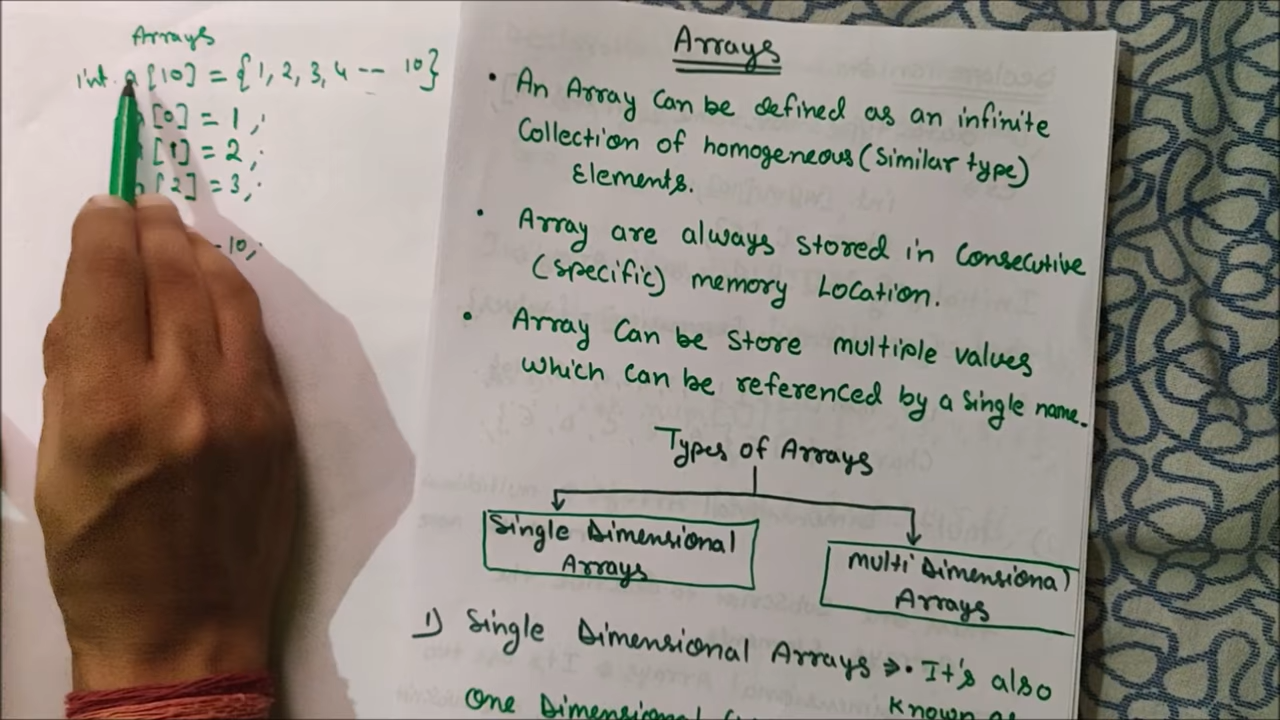 Arrays
int a[10] = {1, 2, 3, 4 -- 10}
[0] = 1;
[1] = 2;
[2] = 3;
-10;
Arrays
• An Array Can be defined as an infinite
Collection of homogeneous (Similar type)
Elements.
• Array are always stored in Consecutive
(specific) memory Location.
• Array Can be store multiple values
which can be referenced by a single name.
Types of Arrays
Single Dimensional
Arrays
Multi Dimensional
Arrays
1) Single Dimensional Arrays → • It's also
known as
One Dimensional